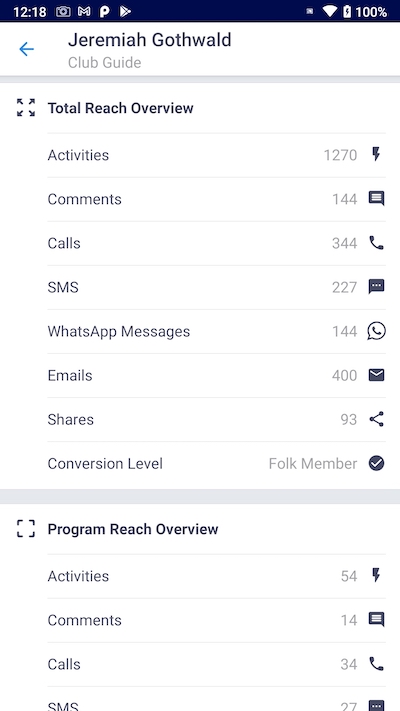 12:18 100%
Jeremiah Gothwald
Club Guide
Total Reach Overview
Activities 1270
Comments 144
Calls 344
SMS 227
WhatsApp Messages 144
Emails 400
Shares 93
Conversion Level Folk Member
Program Reach Overview
Activities 54
Comments 14
Calls 34
SMS 27